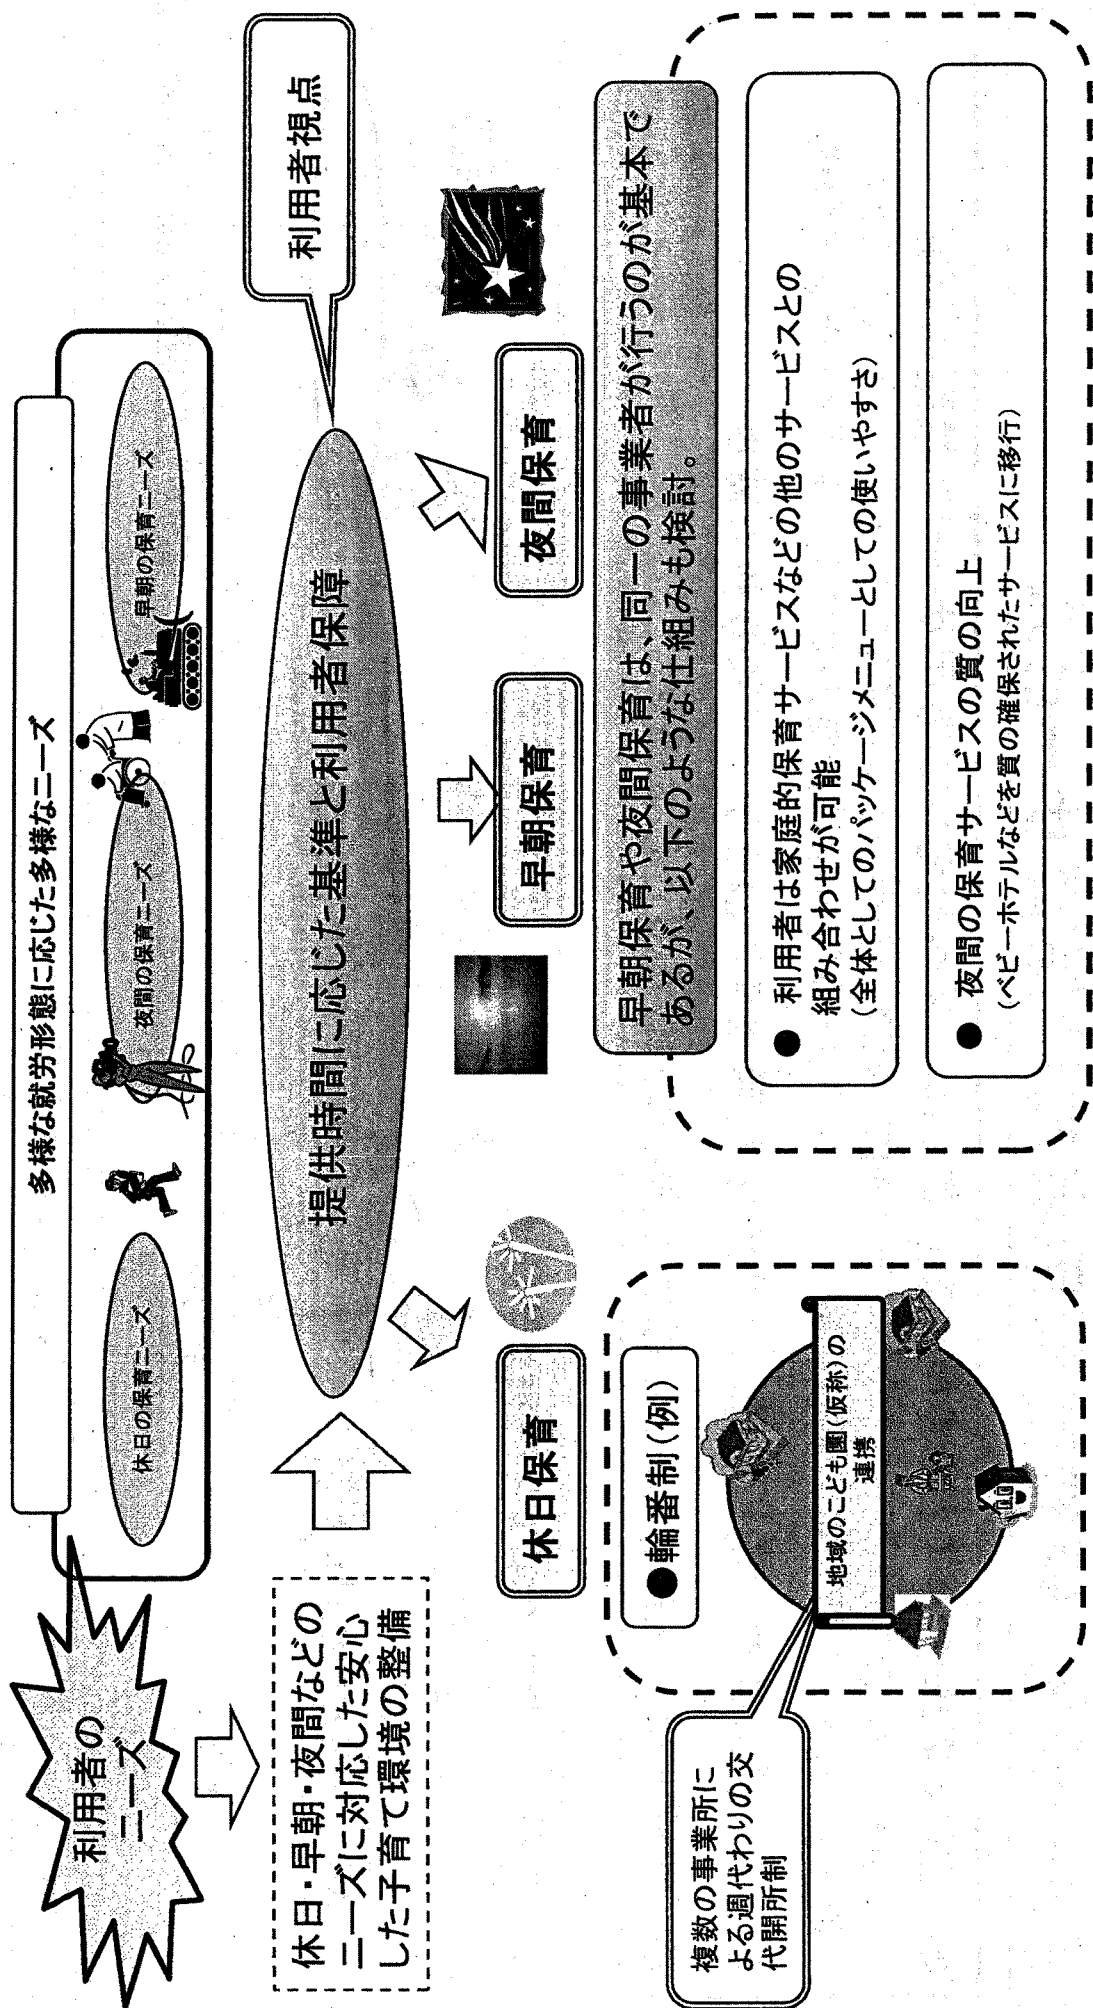 利用者の
ニーズ
多様な就労形態に応じた多様なニーズ
休日の保育ニーズ
夜間の保育ニーズ
早朝の保育ニーズ
休日・早朝・夜間などの
ニーズに対応した安心
した子育て環境の整備
提供時間に応じた基準と利用者保障
利用者視点
休日保育
早朝保育
夜間保育
●輪番制(例)
地域のこども園(仮称)の
連携
複数の事業所に
よる週代わりの交
代開所制
早朝保育や夜間保育は、同一の事業者が行うのが基本で
あるが、以下のような仕組みも検討。
● 利用者は家庭的保育サービスなどの他のサービスとの
組み合わせが可能
(全体としてのパッケージメニューとしての使いやすさ)
● 夜間の保育サービスの質の向上
(ベビーホテルなどを質の確保されたサービスに移行)